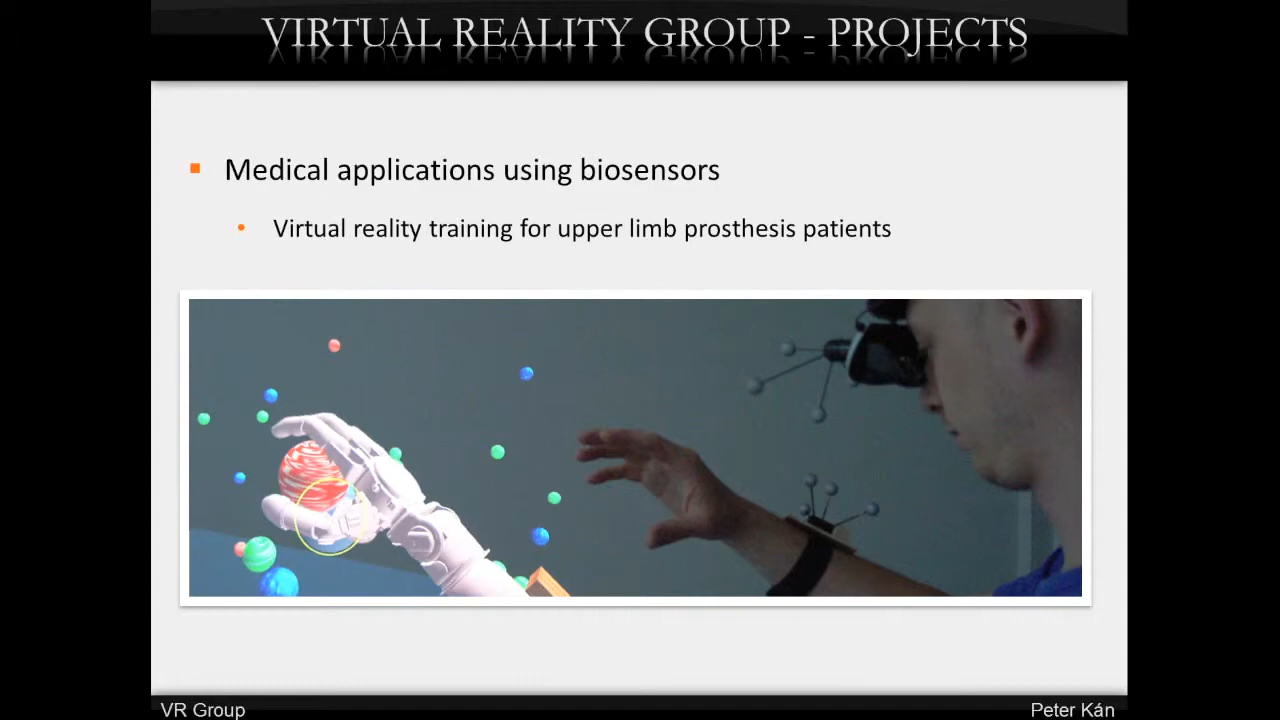 VIRTUAL REALITY GROUP - PROJECTS
Medical applications using biosensors
Virtual reality training for upper limb prosthesis patients
VR Group
Peter Kán